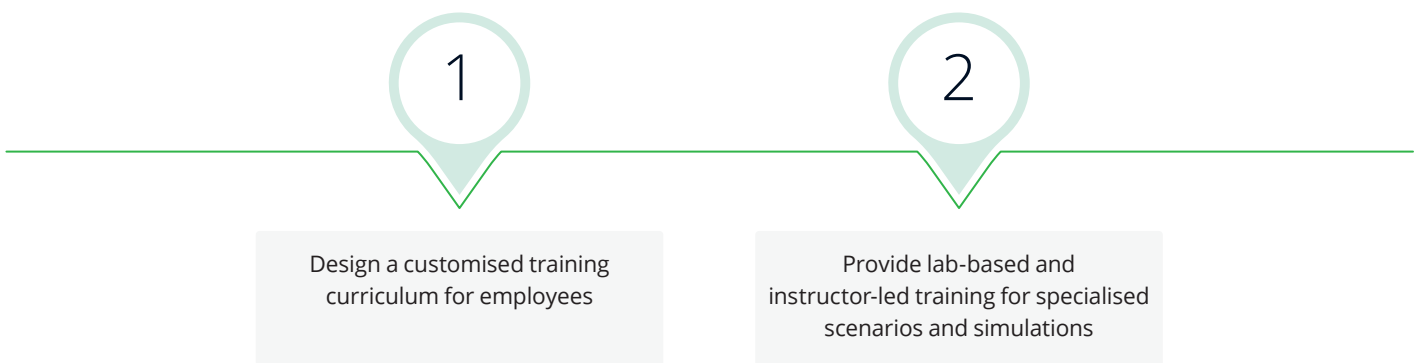 1
Design a customised training
curriculum for employees
2
Provide lab-based and
instructor-led training for specialised
scenarios and simulations